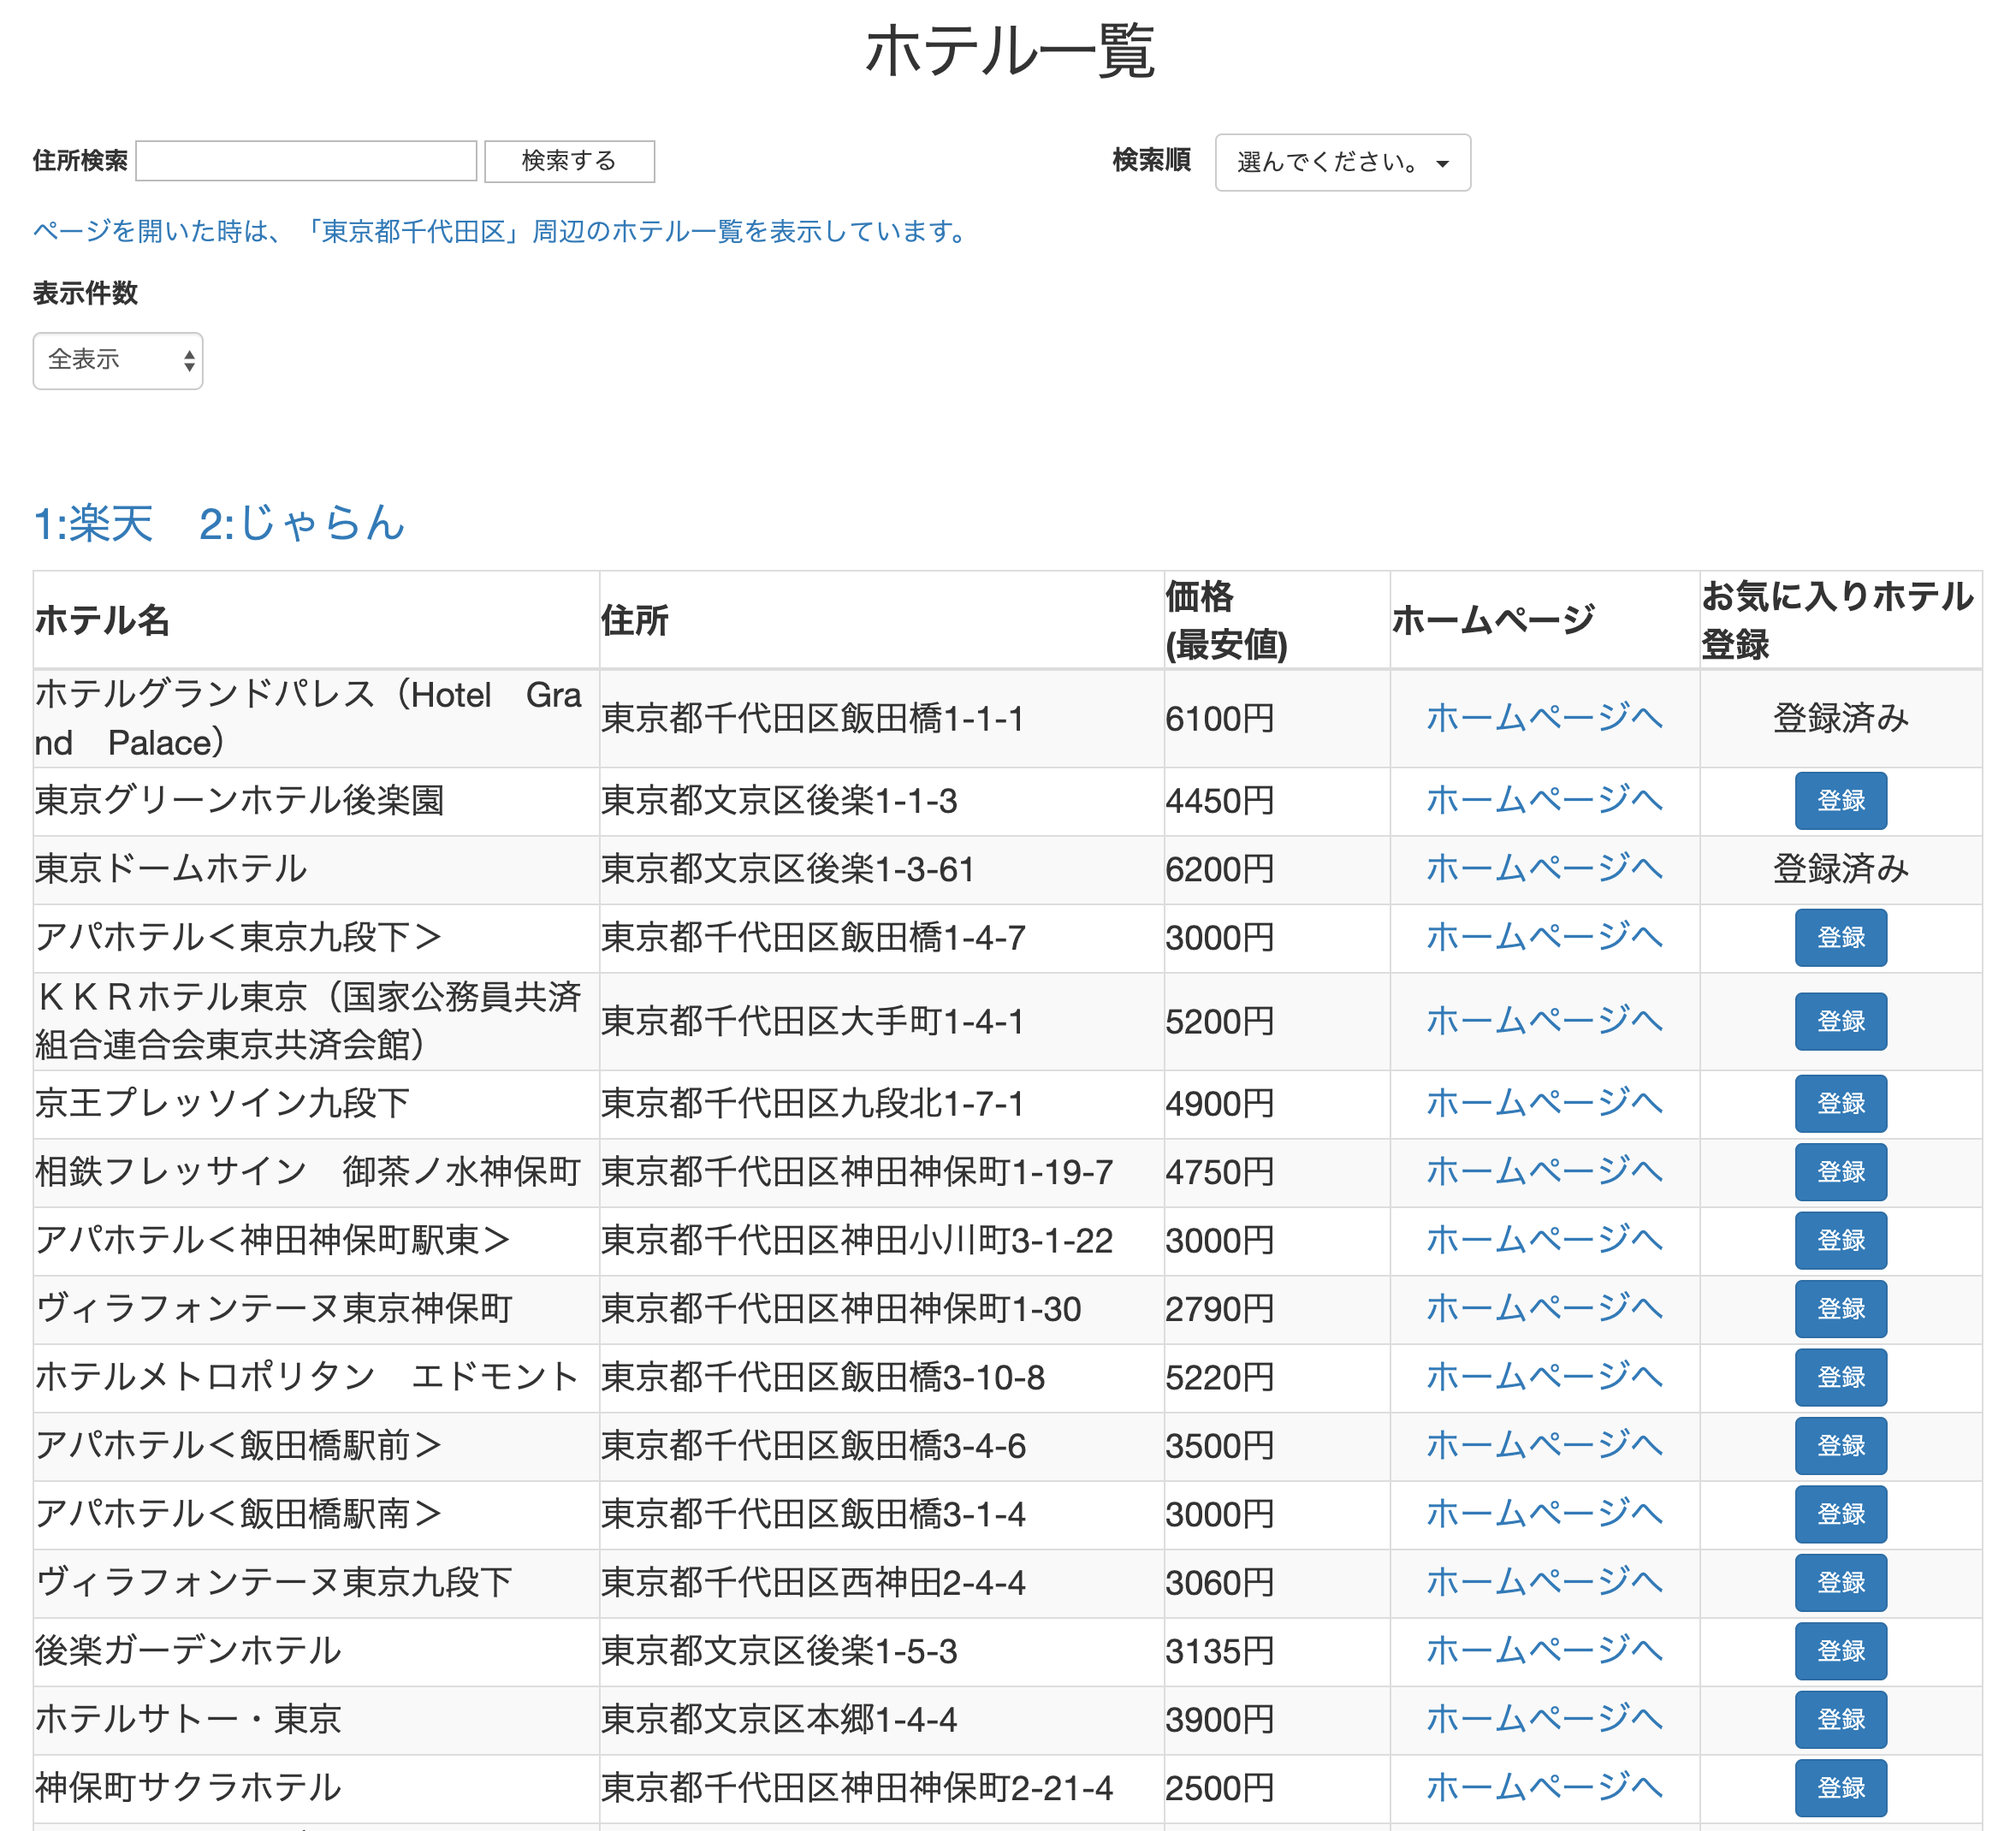 ホテル一覧
住所検索 検索する 検索順 選んでください。
ページを開いた時は、「東京都千代田区」周辺のホテル一覧を表示しています。
表示件数
全表示
1:楽天　2:じゃらん
ホテル名 住所 価格 ホームページ お気に入りホテル
(最安値) 登録
ホテルグランドパレス（Hotel　Gra
nd　Palace） 東京都千代田区飯田橋1-1-1 6100円 ホームページへ 登録済み
東京グリーンホテル後楽園 東京都文京区後楽1-1-3 4450円 ホームページへ 登録
東京ドームホテル 東京都文京区後楽1-3-61 6200円 ホームページへ 登録済み
アパホテル＜東京九段下＞ 東京都千代田区飯田橋1-4-7 3000円 ホームページへ 登録
ＫＫＲホテル東京（国家公務員共済
組合連合会東京共済会館） 東京都千代田区大手町1-4-1 5200円 ホームページへ 登録
京王プレッソイン九段下 東京都千代田区九段北1-7-1 4900円 ホームページへ 登録
相鉄フレッサイン　御茶ノ水神保町 東京都千代田区神田神保町1-19-7 4750円 ホームページへ 登録
アパホテル＜神田神保町駅東＞ 東京都千代田区神田小川町3-1-22 3000円 ホームページへ 登録
ヴィラフォンテーヌ東京神保町 東京都千代田区神田神保町1-30 2790円 ホームページへ 登録
ホテルメトロポリタン　エドモント 東京都千代田区飯田橋3-10-8 5220円 ホームページへ 登録
アパホテル＜飯田橋駅前＞ 東京都千代田区飯田橋3-4-6 3500円 ホームページへ 登録
アパホテル＜飯田橋駅南＞ 東京都千代田区飯田橋3-1-4 3000円 ホームページへ 登録
ヴィラフォンテーヌ東京九段下 東京都千代田区西神田2-4-4 3060円 ホームページへ 登録
後楽ガーデンホテル 東京都文京区後楽1-5-3 3135円 ホームページへ 登録
ホテルサトー・東京 東京都文京区本郷1-4-4 3900円 ホームページへ 登録
神保町サクラホテル 東京都千代田区神田神保町2-21-4 2500円 ホームページへ 登録